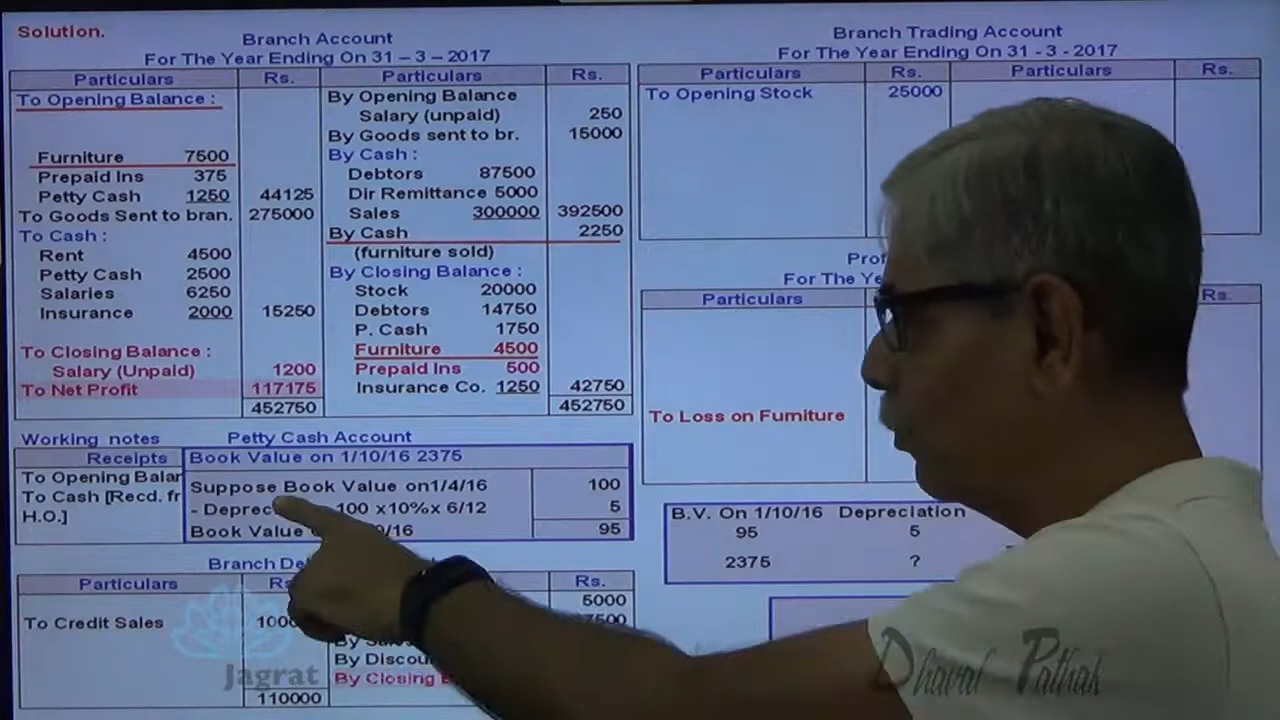 Solution.
Branch Account
For The Year Ending On 31 – 3 – 2017
Particulars Rs. Particulars Rs.
To Opening Balance :
Furniture 7500
Prepaid Ins 375
Petty Cash 1250 44125
To Goods Sent to bran. 275000
To Cash :
Rent 4500
Petty Cash 2500
Salaries 6250
Insurance 2000 15250
To Closing Balance :
Salary (Unpaid) 1200
To Net Profit 117175
452750
By Opening Balance
Salary (unpaid) 250
By Goods sent to br. 15000
By Cash :
Debtors 87500
Dir Remittance 5000
Sales 300000 392500
By Cash 2250
(furniture sold)
By Closing Balance :
Stock 20000
Debtors 14750
P. Cash 1750
Furniture 4500
Prepaid Ins 500
Insurance Co. 1250 42750
452750
Branch Trading Account
For The Year Ending On 31 - 3 - 2017
Particulars Rs. Particulars Rs.
To Opening Stock 25000
For The Ye
Particulars Rs.
To Loss on Furniture
Working notes Petty Cash Account
Receipts
To Opening
To Cash [Recd.
H.O.]
Book Value on 1/10/16 2375
Suppose Book Value on1/4/16 100
100 x10%x 6/12 5
Book Value 95
B.V. On 1/10/16 Depreciation
95 5
2375 ?
Branch
Particulars Rs.
To Credit Sales
110000
5000
By
By
By Closing
Jagrat
Dhaval Pathak